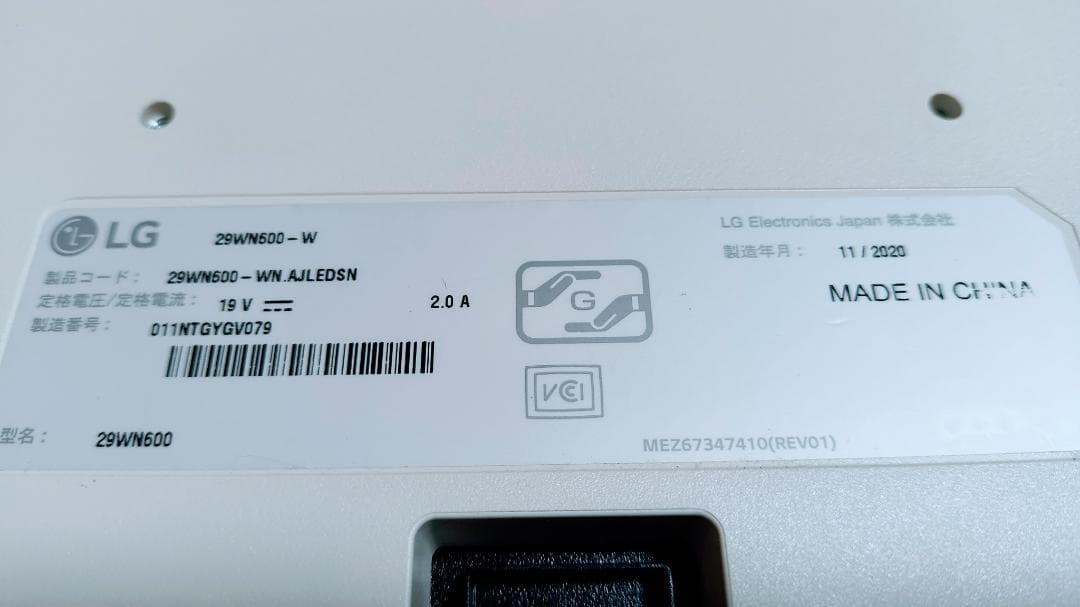 LG 29WN600-W
製品コード： 29WN600-WN.AJLEDSN
定格電圧/定格電流： 19 V 2.0 A
製造番号： 011NTGYGV079
型名： 29WN600
G
VCCI
LG Electronics Japan 株式会社
製造年月： 11/2020
MADE IN CHINA
MEZ67347410(REV01)